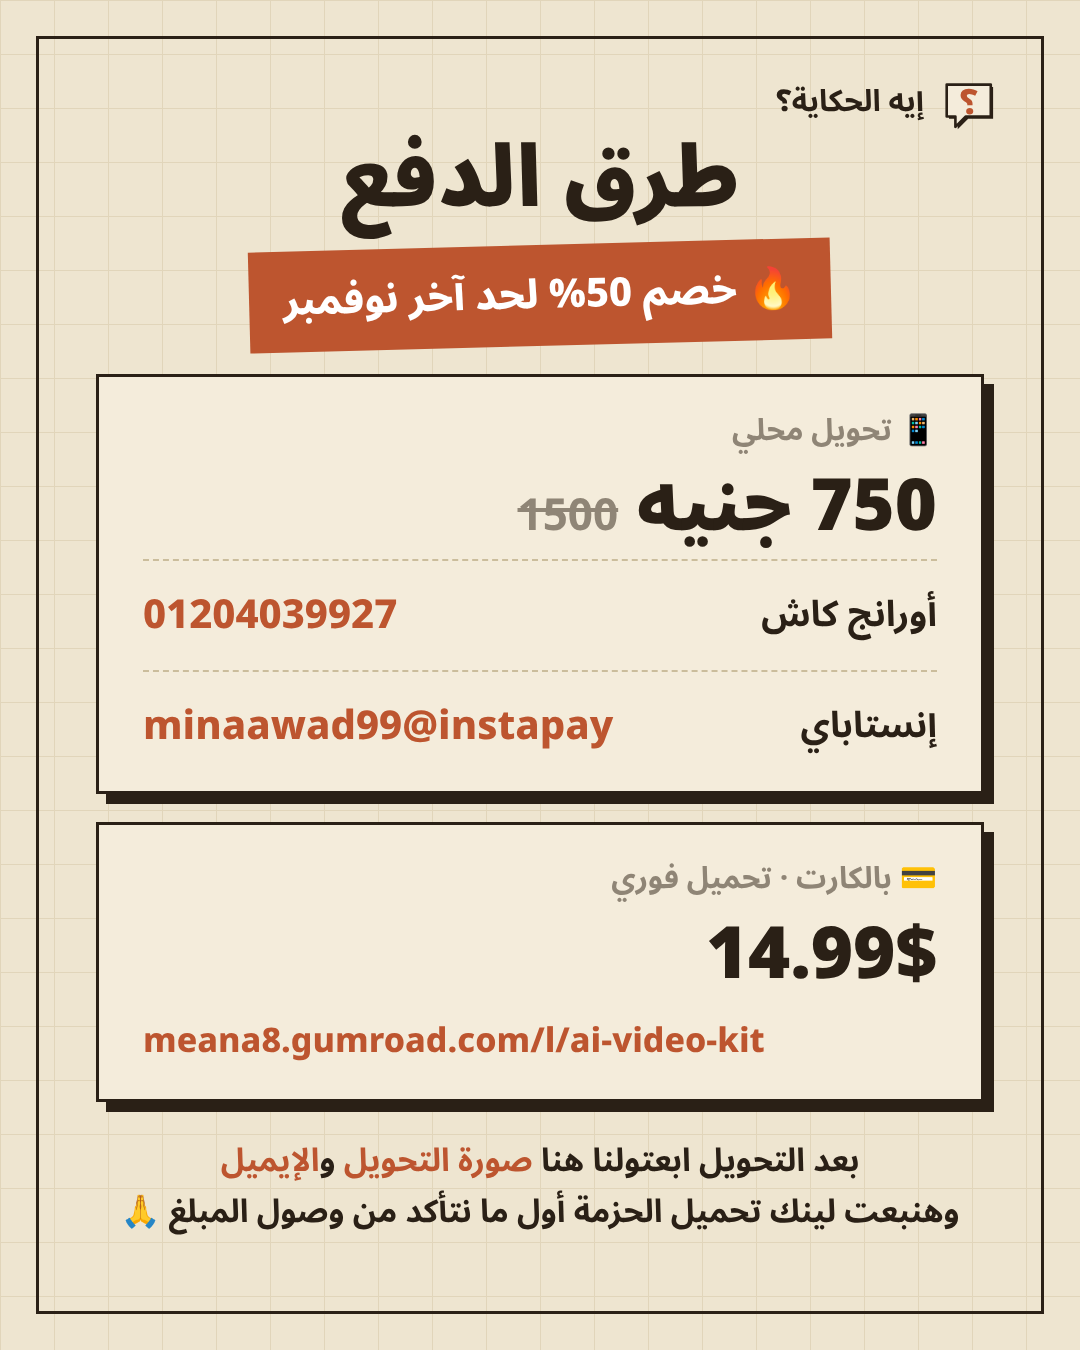 إيه الحكاية؟
طرق الدفع
🔥 خصم 50% لحد آخر نوفمبر
📱 تحويل محلي
750 جنيه 1500
أورانج كاش 01204039927
إنستاباي minaawad99@instapay
💳 بالكارت · تحميل فوري
14.99$
meana8.gumroad.com/l/ai-video-kit
بعد التحويل ابعتولنا هنا صورة التحويل والإيميل
وهنبعت لينك تحميل الحزمة أول ما نتأكد من وصول المبلغ 🙏